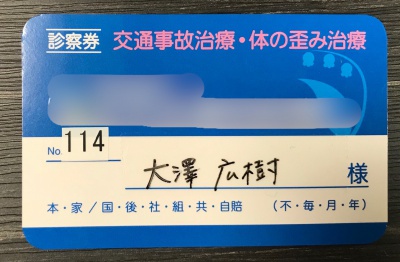 診察券 交通事故治療・体の歪み治療
No. 114
大澤 広樹 様
本・家/国・後・社・組・共・自賠 (不・毎・月・年)